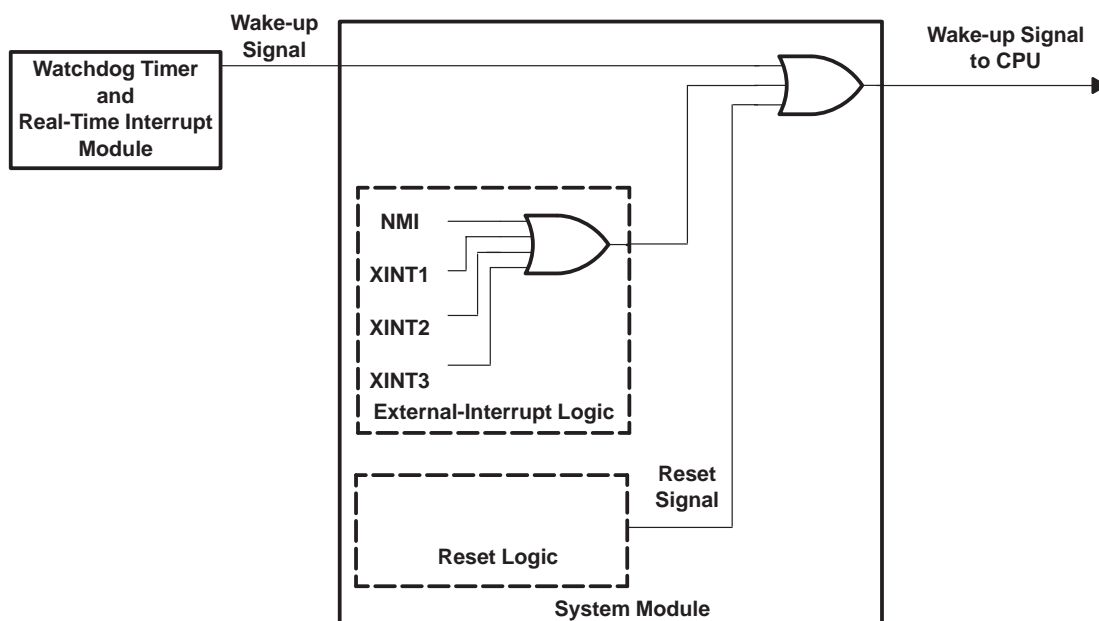 Wake-up
Signal
Watchdog Timer
and
Real-Time Interrupt
Module
Wake-up Signal
to CPU
NMI
XINT1
XINT2
XINT3
External-Interrupt Logic
Reset
Signal
Reset Logic
System Module